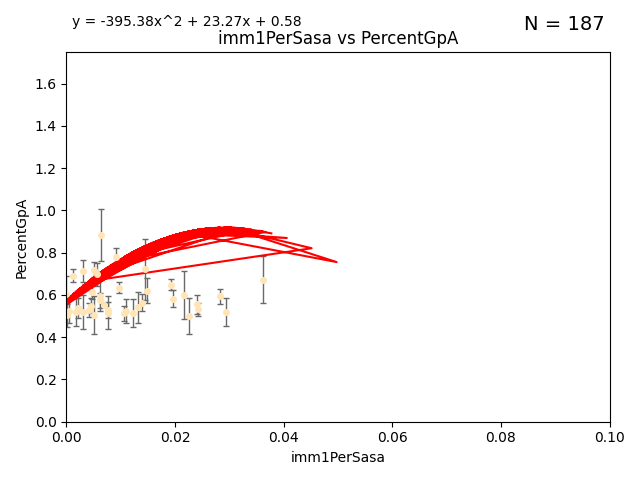 y = -395.38x^2 + 23.27x + 0.58
N = 187
imm1PerSasa vs PercentGpA
1.6
1.4
1.2
1.0
0.8
0.6
0.4
0.2
0.0
PercentGpA
0.00 0.02 0.04 0.06 0.08 0.10
imm1PerSasa